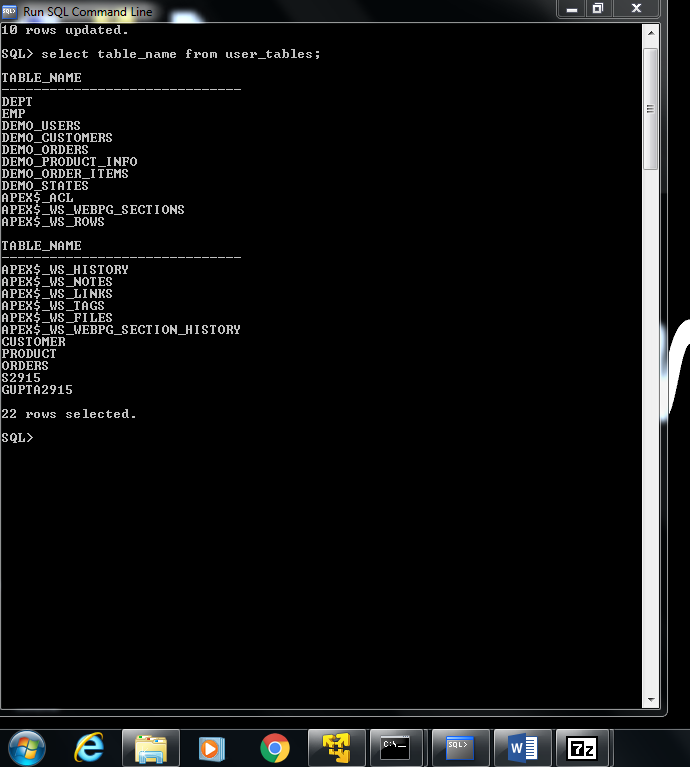 Run SQL Command Line
10 rows updated.
SQL> select table_name from user_tables;
TABLE_NAME
------------------------------
DEPT
EMP
DEMO_USERS
DEMO_CUSTOMERS
DEMO_ORDERS
DEMO_PRODUCT_INFO
DEMO_ORDER_ITEMS
DEMO_STATES
APEX$_ACL
APEX$_WS_WEBPG_SECTIONS
APEX$_WS_ROWS
TABLE_NAME
------------------------------
APEX$_WS_HISTORY
APEX$_WS_NOTES
APEX$_WS_LINKS
APEX$_WS_TAGS
APEX$_WS_FILES
APEX$_WS_WEBPG_SECTION_HISTORY
CUSTOMER
PRODUCT
ORDERS
S2915
GUPTA2915
22 rows selected.
SQL>
C:\_
SQL>
W
7z